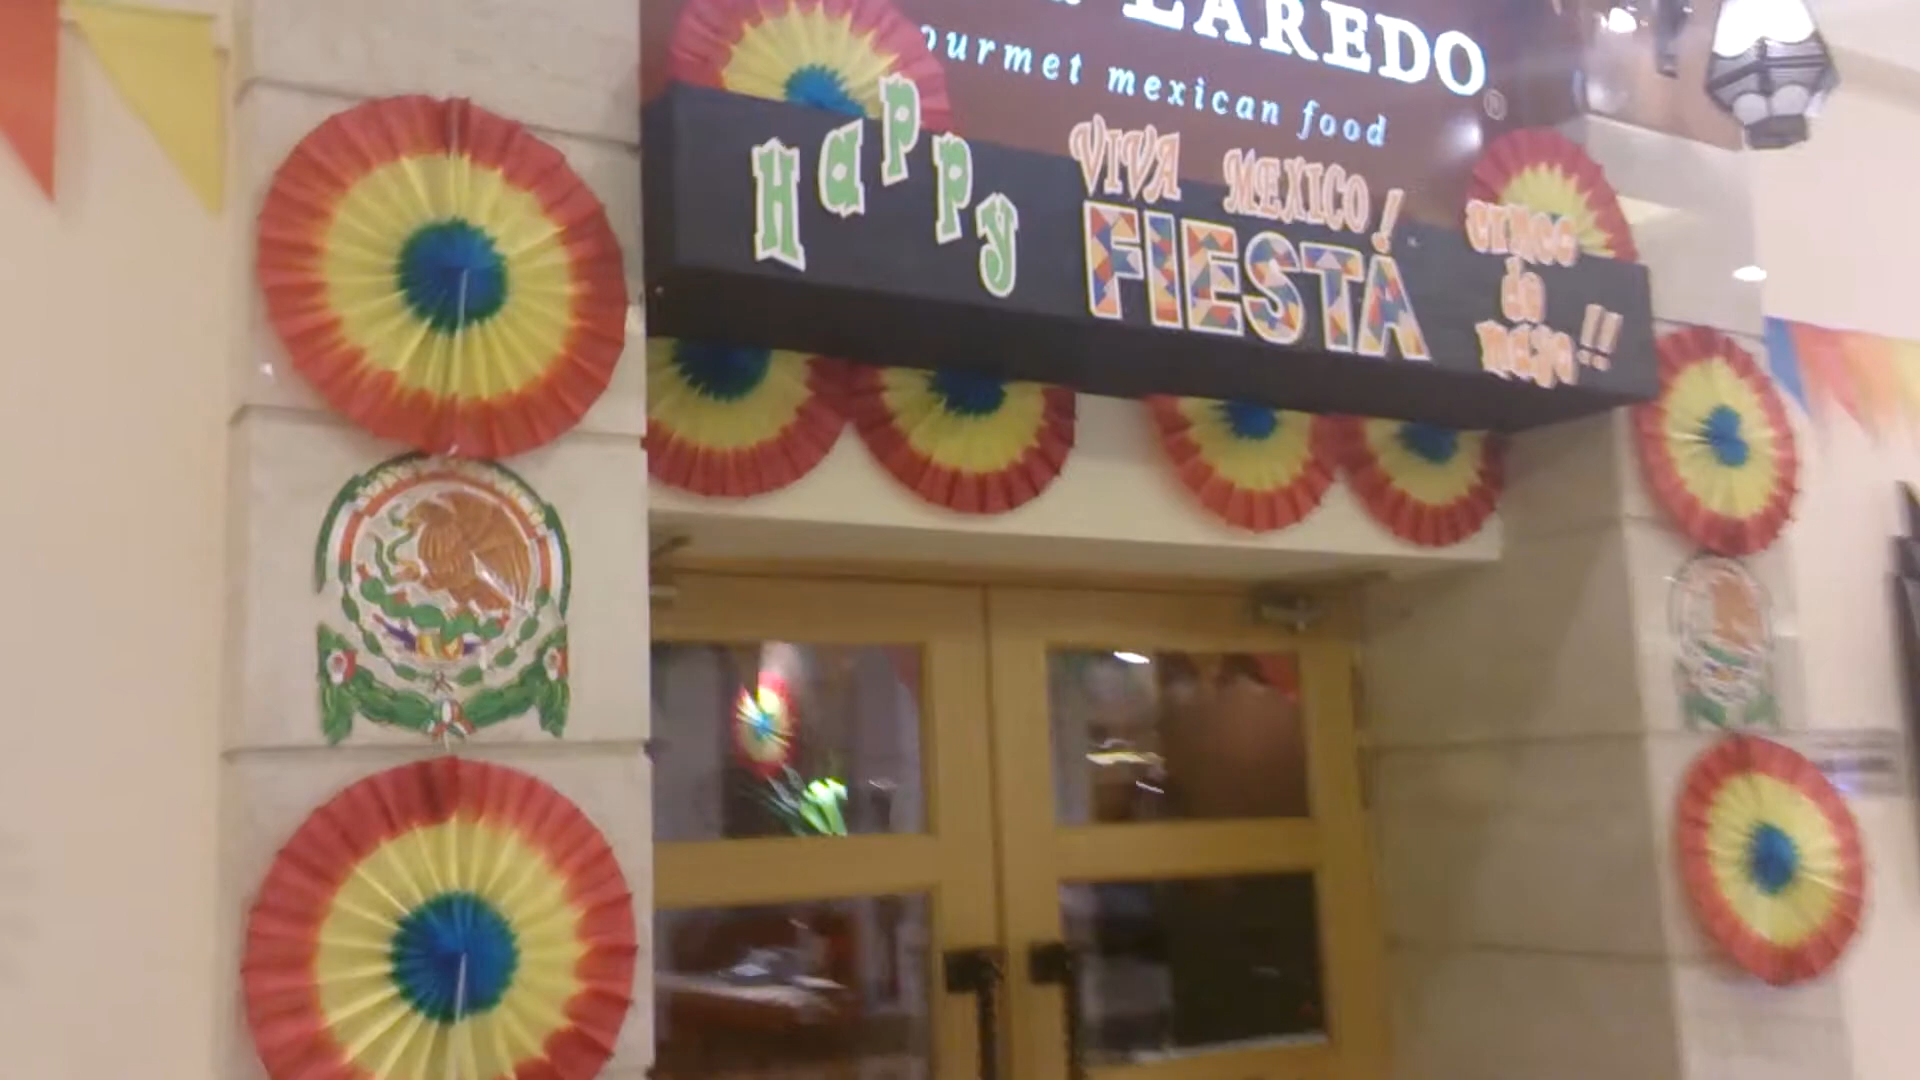 LAREDO
gourmet mexican food
Happy
VIVA MEXICO!
FIESTA
cinco
de
mayo!!